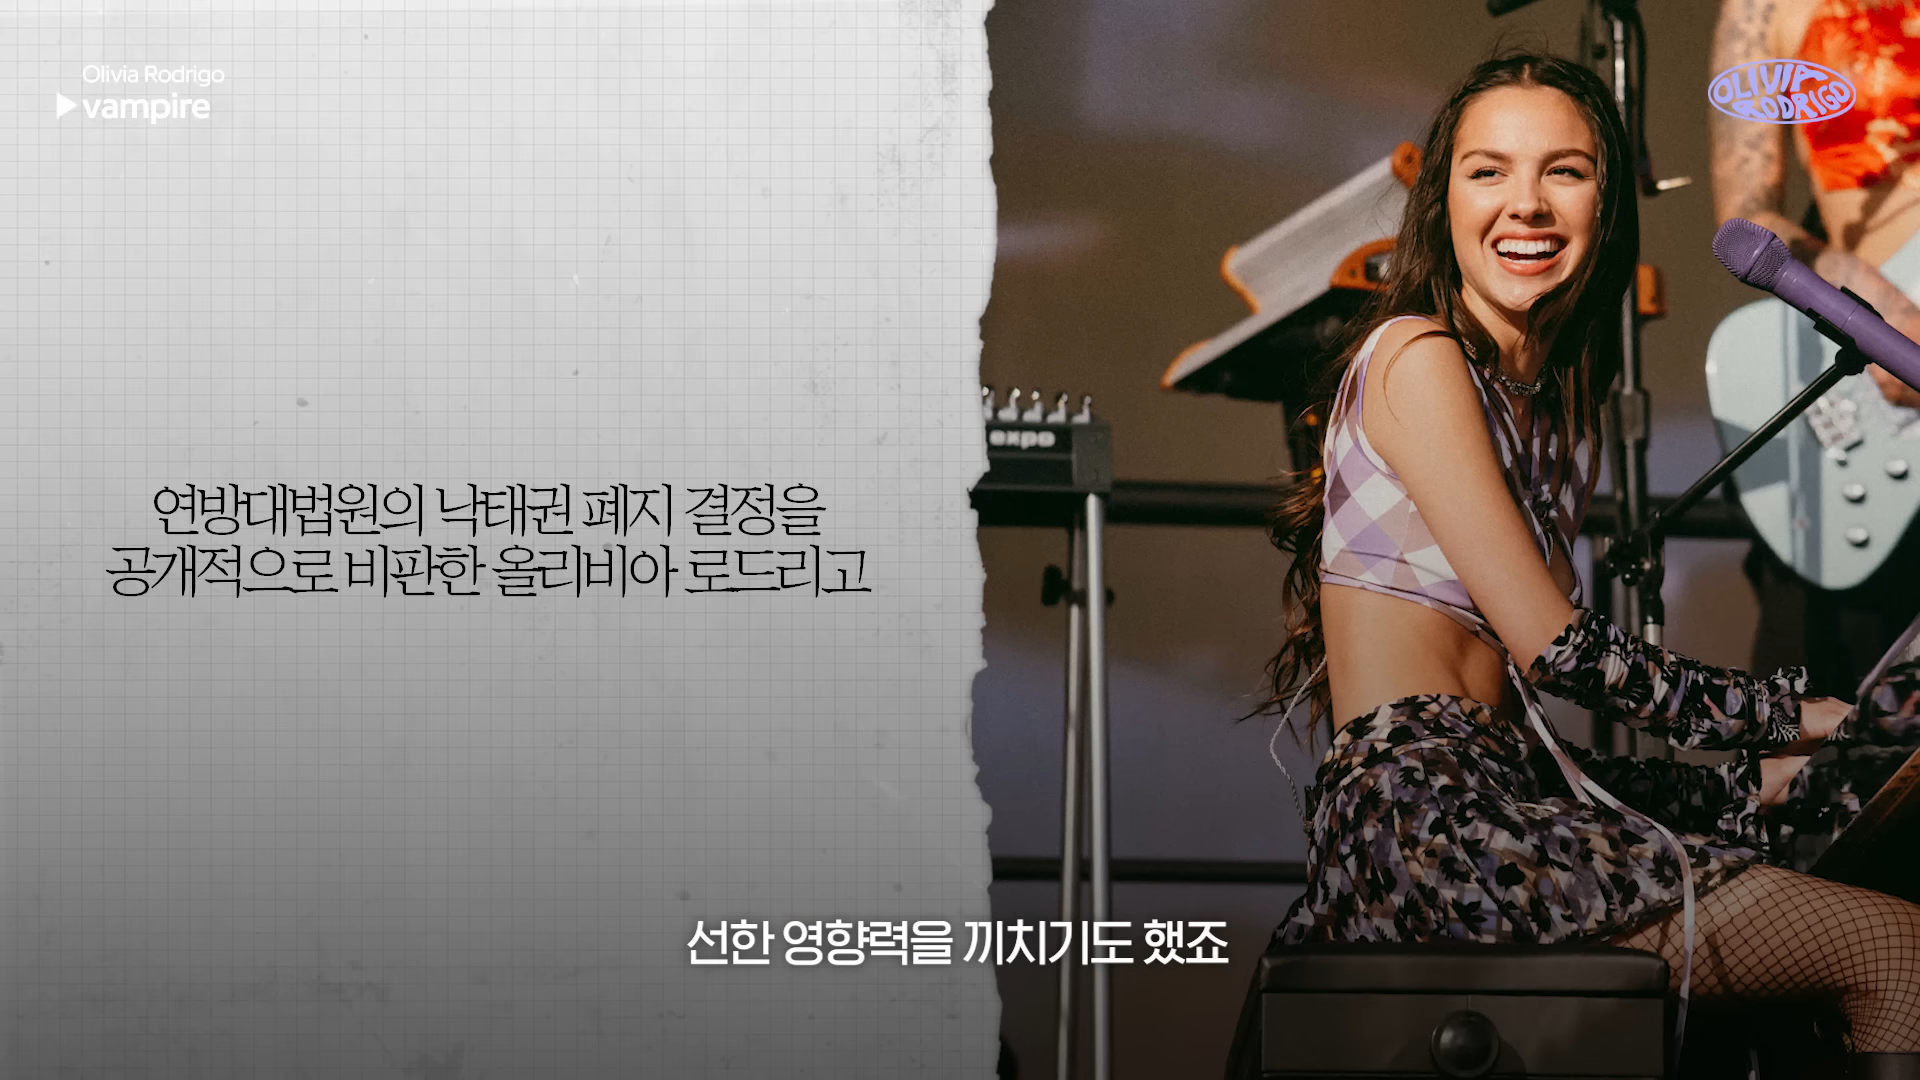 Olivia Rodrigo
vampire
OLIVIA
RODRIGO
expo
연방대법원의 낙태권 폐지 결정을
공개적으로 비판한 올리비아 로드리고
선한 영향력을 끼치기도 했죠